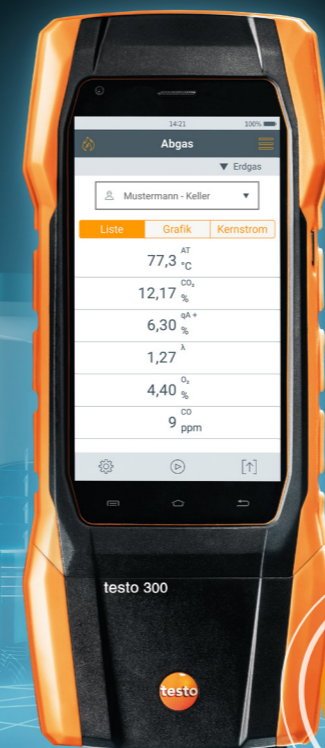 14:21 100%
Abgas
Erdgas
Mustermann - Keller
Liste Grafik Kernstrom
77,3 AT °C
12,17 CO₂ %
6,30 qA + %
1,27 λ
4,40 O₂ %
9 CO ppm
testo 300
testo